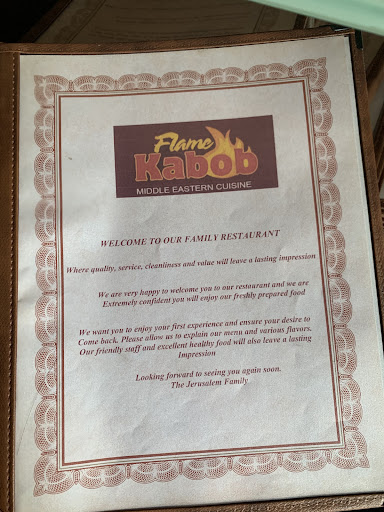 Flame
Kabob
MIDDLE EASTERN CUISINE
WELCOME TO OUR FAMILY RESTAURANT
Where quality, service, cleanliness and value will leave a lasting impression
We are very happy to welcome you to our restaurant and we are
Extremely confident you will enjoy our freshly prepared food
We want you to enjoy your first experience and ensure your desire to
Come back. Please allow us to explain our menu and various flavors.
Our friendly staff and excellent healthy food will also leave a lasting
Impression
Looking forward to seeing you again soon.
The Jerusalem Family